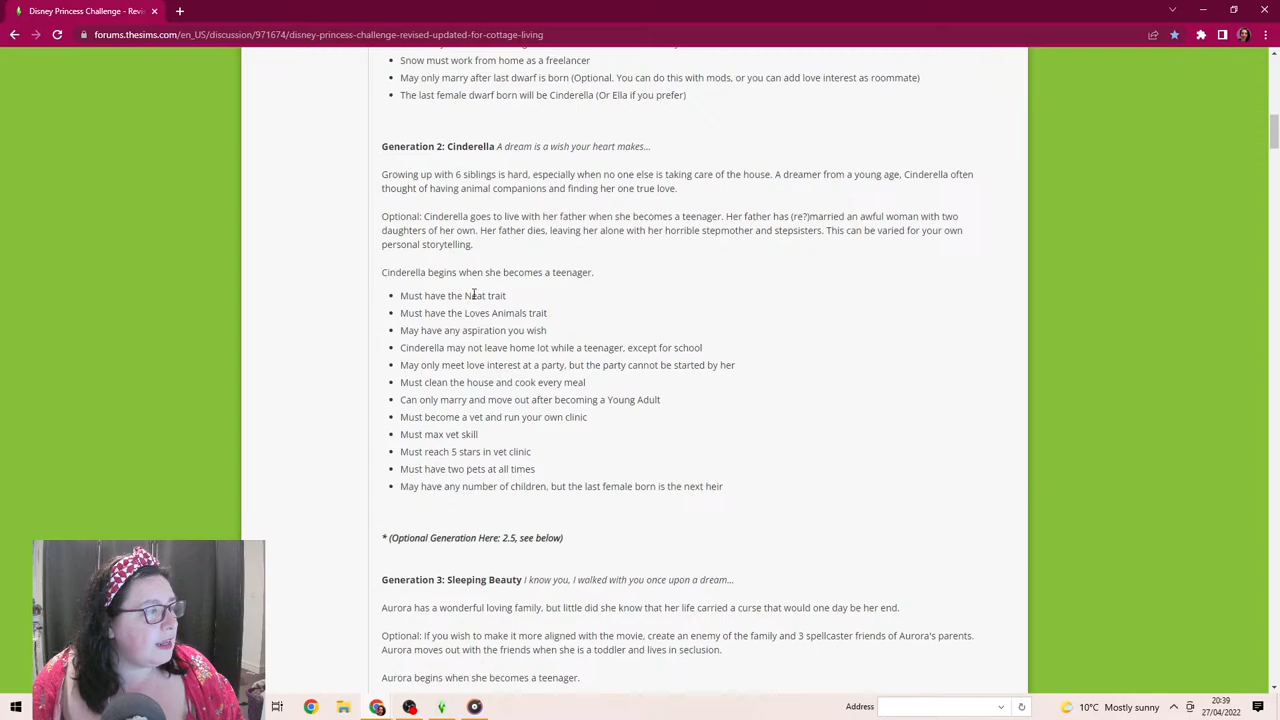 Disney Princess Challenge - Rev
forums.thesims.com/en_US/discussion/971674/disney-princess-challenge-revised-updated-for-cottage-living
Snow must work from home as a freelancer
May only marry after last dwarf is born (Optional. You can do this with mods, or you can add love interest as roommate)
The last female dwarf born will be Cinderella (Or Ella if you prefer)
Generation 2: Cinderella A dream is a wish your heart makes...
Growing up with 6 siblings is hard, especially when no one else is taking care of the house. A dreamer from a young age, Cinderella often
thought of having animal companions and finding her one true love.
Optional: Cinderella goes to live with her father when she becomes a teenager. Her father has (re?)married an awful woman with two
daughters of her own. Her father dies, leaving her alone with her horrible stepmother and stepsisters. This can be varied for your own
personal storytelling.
Cinderella begins when she becomes a teenager.
Must have the Neat trait
Must have the Loves Animals trait
May have any aspiration you wish
Cinderella may not leave home lot while a teenager, except for school
May only meet love interest at a party, but the party cannot be started by her
Must clean the house and cook every meal
Can only marry and move out after becoming a Young Adult
Must become a vet and run your own clinic
Must max vet skill
Must reach 5 stars in vet clinic
Must have two pets at all times
May have any number of children, but the last female born is the next heir
* (Optional Generation Here: 2.5, see below)
Generation 3: Sleeping Beauty I know you, I walked with you once upon a dream...
Aurora has a wonderful loving family, but little did she know that her life carried a curse that would one day be her end.
Optional: If you wish to make it more aligned with the movie, create an enemy of the family and 3 spellcaster friends of Aurora's parents.
Aurora moves out with the friends when she is a toddler and lives in seclusion.
Aurora begins when she becomes a teenager.
Address
10°C Mostly sunny
20:39
27/04/2022